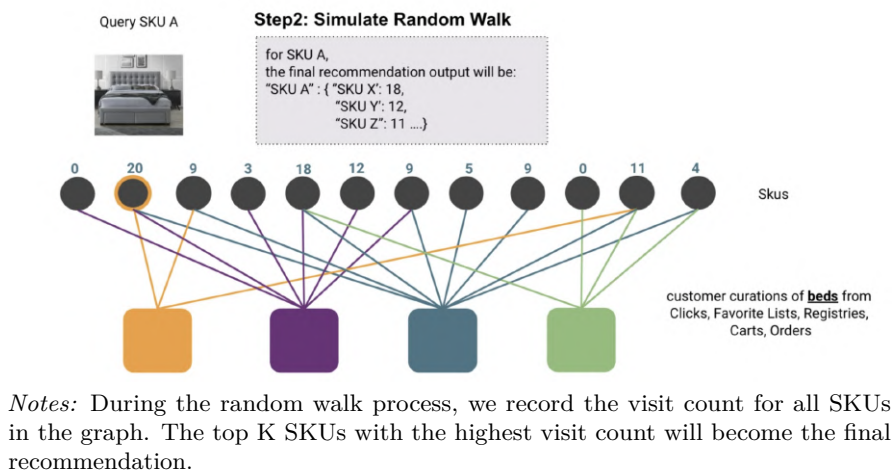 Query SKU A
Step2: Simulate Random Walk
for SKU A,
the final recommendation output will be:
“SKU A” : { “SKU X’: 18,
“SKU Y’: 12,
“SKU Z”: 11 ....}
0 20 9 3 18 12 9 5 9 0 11 4
Skus
customer curations of beds from
Clicks, Favorite Lists, Registries,
Carts, Orders
Notes: During the random walk process, we record the visit count for all SKUs
in the graph. The top K SKUs with the highest visit count will become the final
recommendation.